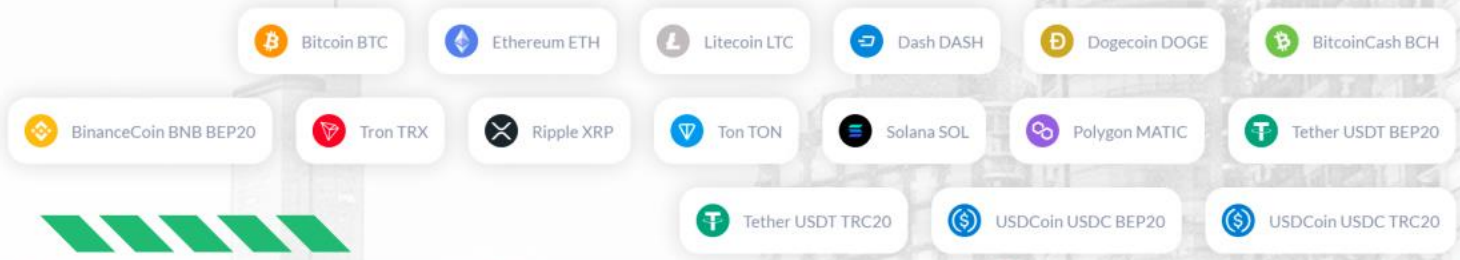 Bitcoin BTC Ethereum ETH Litecoin LTC Dash DASH Dogecoin DOGE BitcoinCash BCH
BinanceCoin BNB BEP20 Tron TRX Ripple XRP Ton TON Solana SOL Polygon MATIC Tether USDT BEP20
Tether USDT TRC20 USDCoin USDC BEP20 USDCoin USDC TRC20